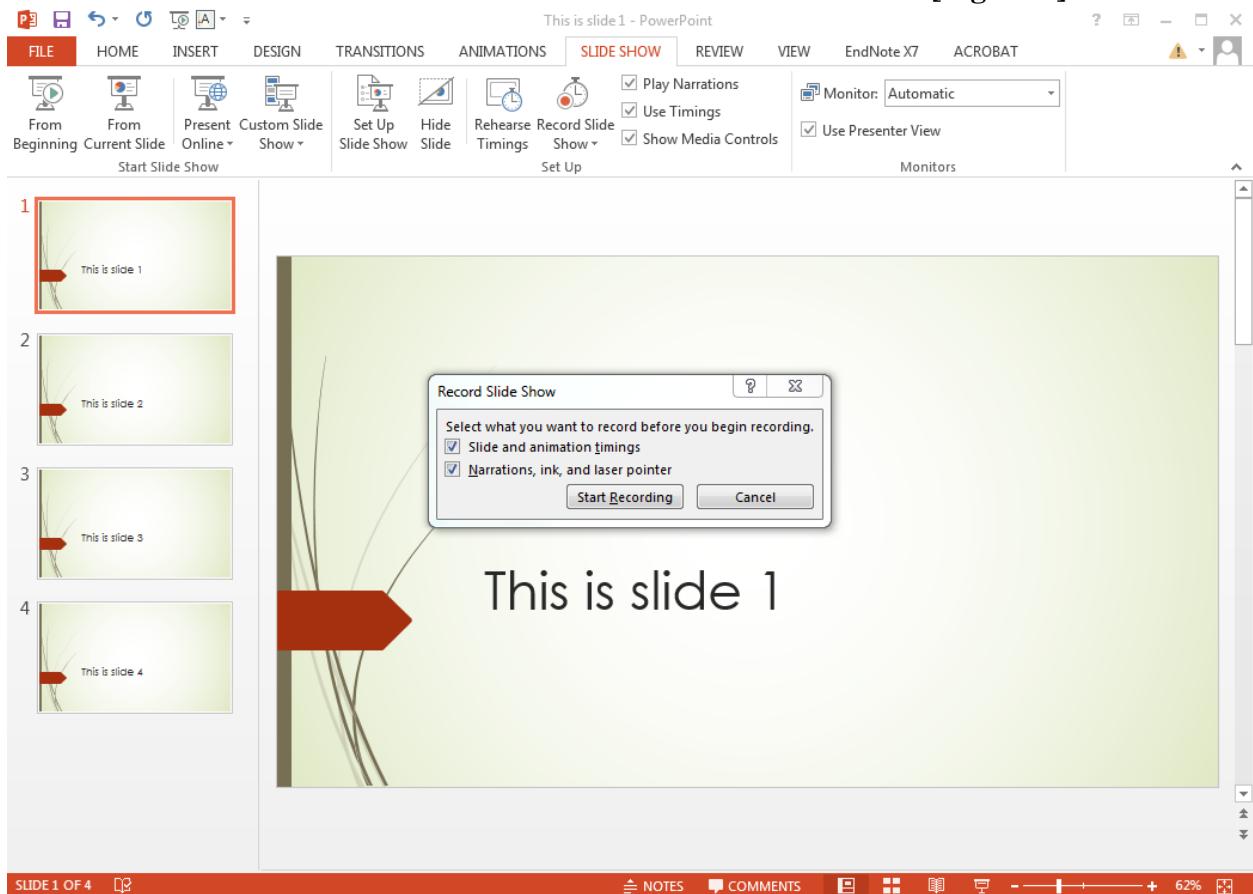 This is slide 1 - PowerPoint
FILE HOME INSERT DESIGN TRANSITIONS ANIMATIONS SLIDE SHOW REVIEW VIEW EndNote X7 ACROBAT
From Beginning
From Current Slide
Present Online
Custom Slide Show
Set Up Slide Show
Hide Slide
Rehearse Timings
Record Slide Show
Play Narrations
Use Timings
Show Media Controls
Monitor: Automatic
Use Presenter View
Start Slide Show
Set Up
Monitors
1
This is slide 1
2
This is slide 2
3
This is slide 3
4
This is slide 4
Record Slide Show
Select what you want to record before you begin recording.
Slide and animation timings
Narrations, ink, and laser pointer
Start Recording Cancel
This is slide 1
SLIDE 1 OF 4 NOTES COMMENTS 62%